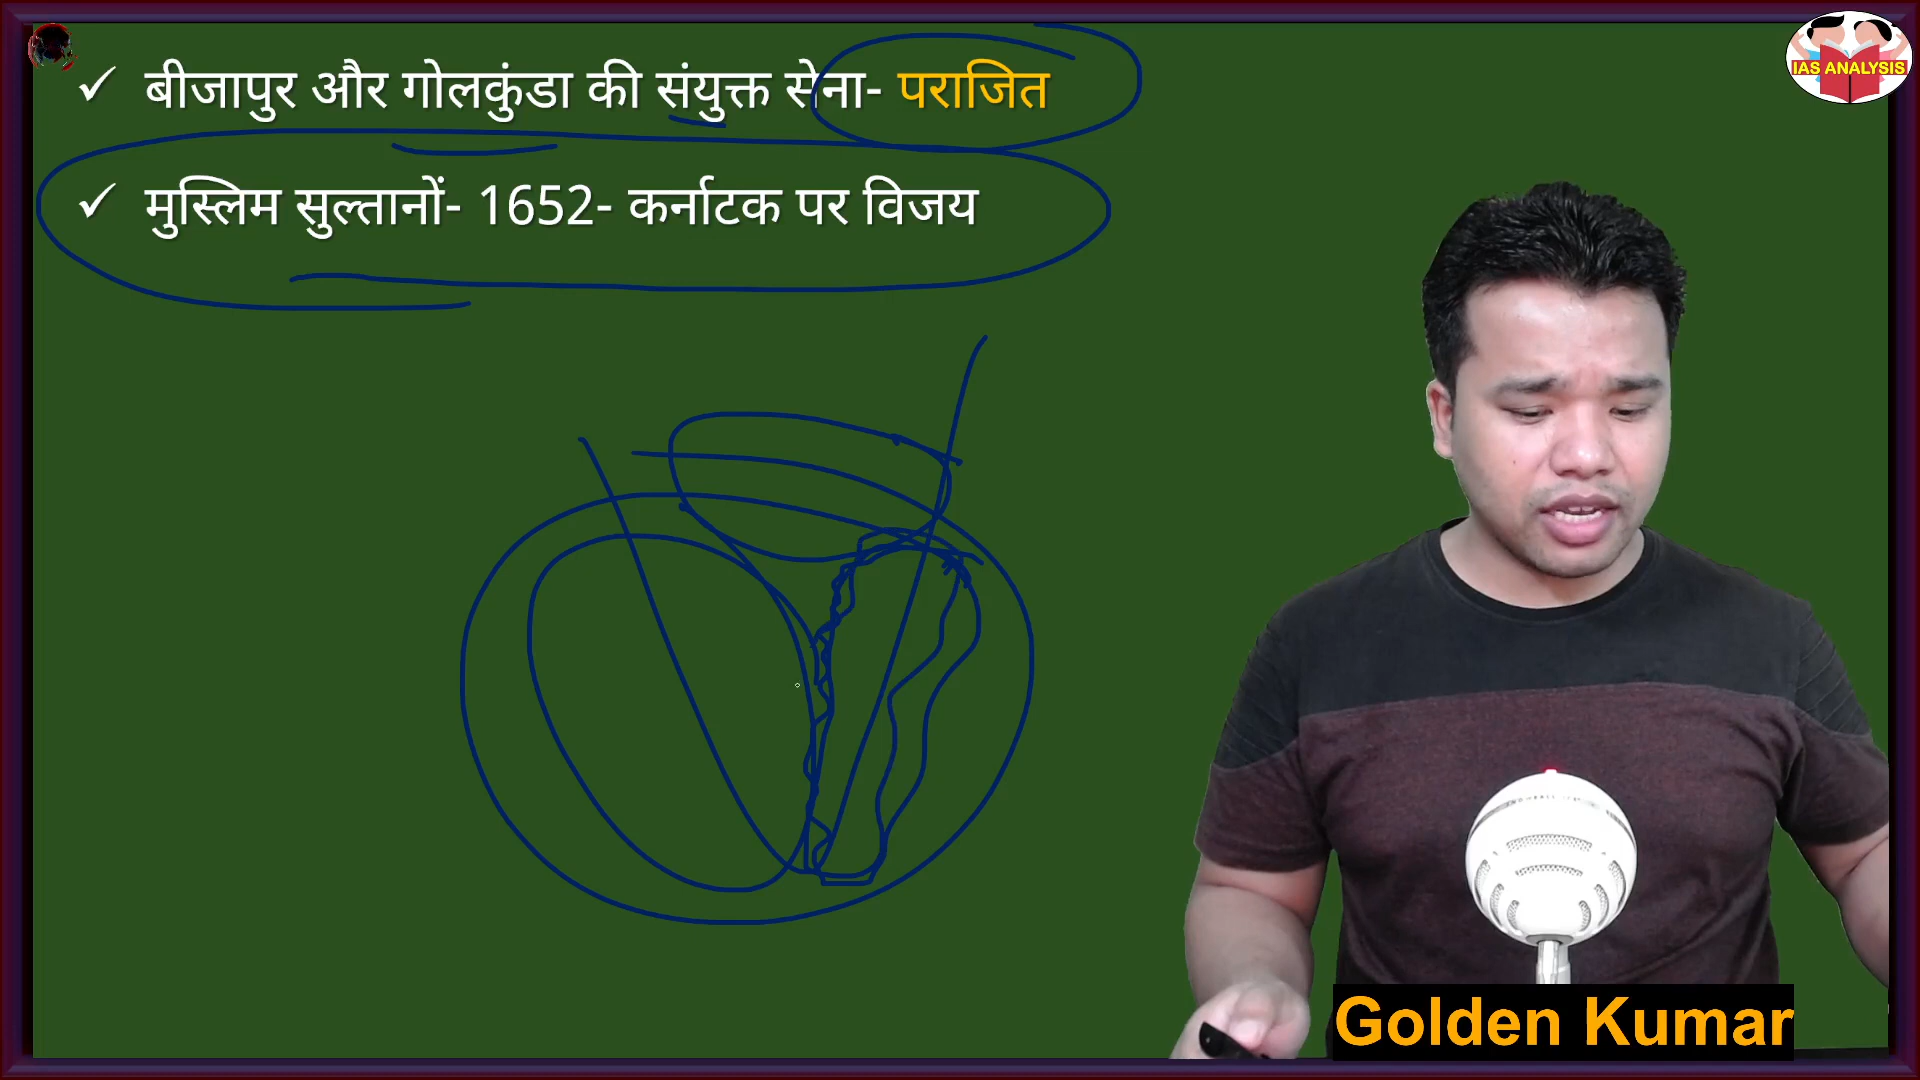 ✓ बीजापुर और गोलकुंडा की संयुक्त सेना- पराजित
IAS ANALYSIS
✓ मुस्लिम सुल्तानों- 1652- कर्नाटक पर विजय
Golden Kumar